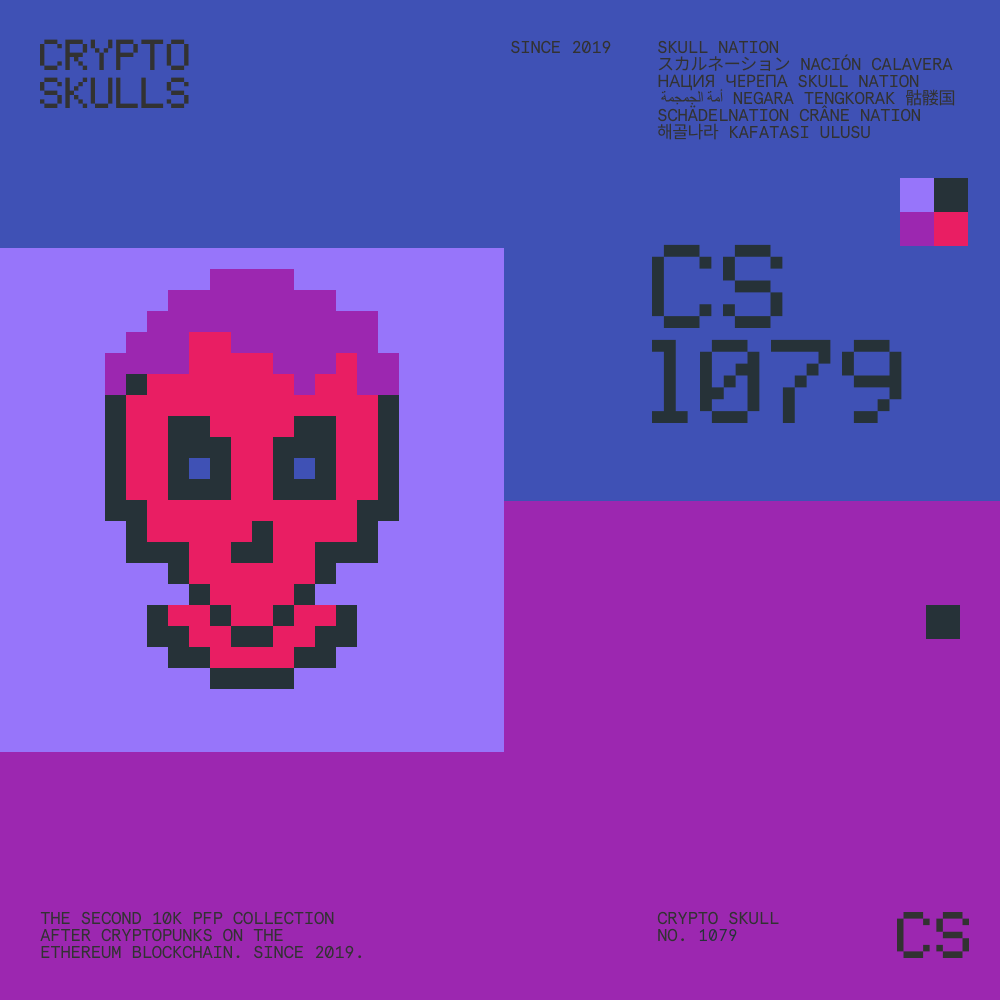 CRYPTO
SKULLS
SINCE 2019
SKULL NATION
スカルネーション NACIÓN CALAVERA
НАЦИЯ ЧЕРЕПА SKULL NATION
أمة الجمجمة NEGARA TENGKORAK 骷髅国
SCHÄDELNATION CRÂNE NATION
해골나라 KAFATASI ULUSU
CS
1079
THE SECOND 10K PFP COLLECTION
AFTER CRYPTOPUNKS ON THE
ETHEREUM BLOCKCHAIN. SINCE 2019.
CRYPTO SKULL
NO. 1079
CS